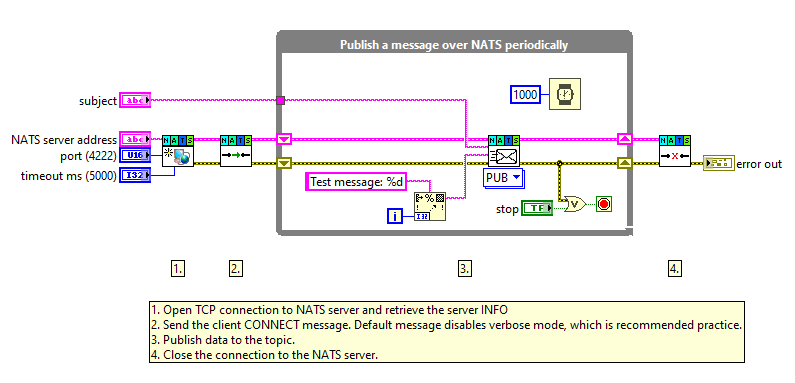 Publish a message over NATS periodically
1000
subject abc
NATS server address abc
port (4222) U16
timeout ms (5000) I32
NATS
NATS
NATS
NATS
PUB
error out
Test message: %d
%
I32
i
stop TF
V
1.
2.
3.
4.
1. Open TCP connection to NATS server and retrieve the server INFO
2. Send the client CONNECT message. Default message disables verbose mode, which is recommended practice.
3. Publish data to the topic.
4. Close the connection to the NATS server.